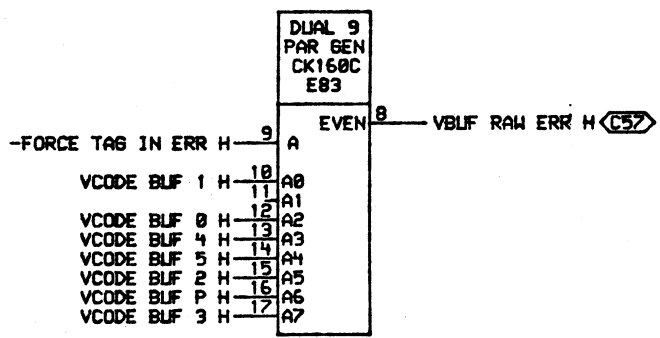 DUAL 9
PAR GEN
CK160C
E83
EVEN 8 VBUF RAW ERR H C57
-FORCE TAG IN ERR H 9 A
VCODE BUF 1 H 10 A0
11 A1
VCODE BUF 0 H 12 A2
VCODE BUF 4 H 13 A3
VCODE BUF 5 H 14 A4
VCODE BUF 2 H 15 A5
VCODE BUF P H 16 A6
VCODE BUF 3 H 17 A7